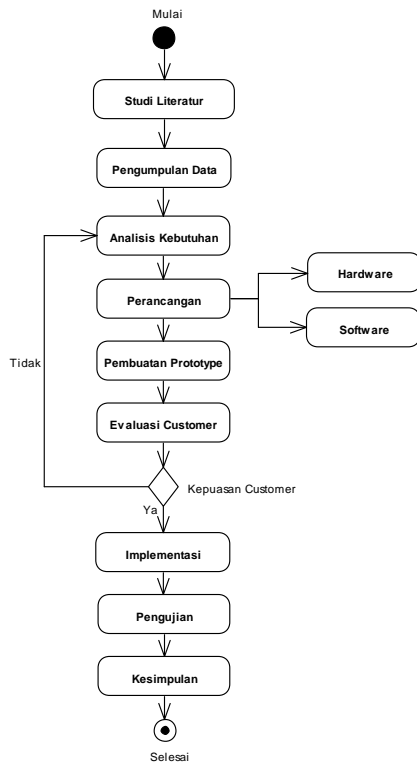 Mulai
Studi Literatur
Pengumpulan Data
Analisis Kebutuhan
Perancangan
Hardware
Software
Pembuatan Prototype
Tidak
Evaluasi Customer
Kepuasan Customer
Ya
Implementasi
Pengujian
Kesimpulan
Selesai